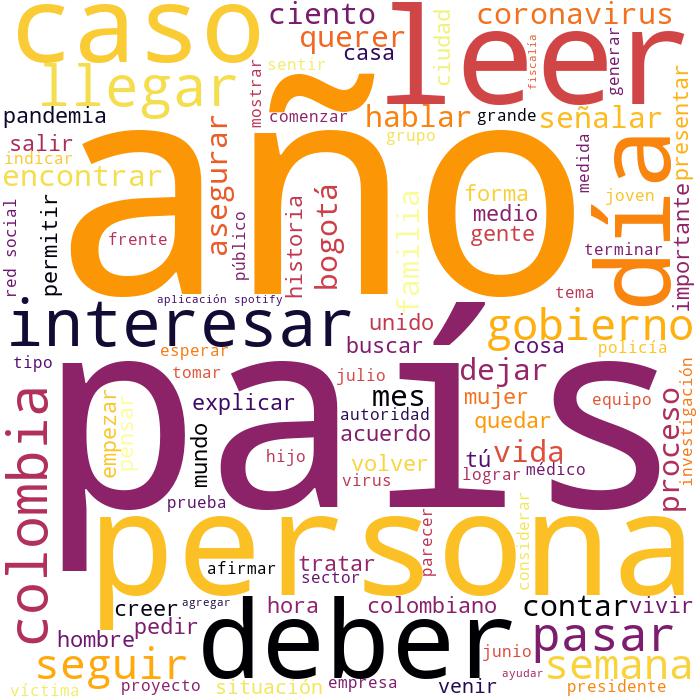 caso
ciento
leer
coronavirus
querer
casa
ciudad
fiscalía
generar
llegar
sentir
mostrar
pandemia
comenzar
hablar
grande
señalar
presentar
salir
grupo
indicar
encontrar
asegurar
año
medida
día
joven
forma
medio
gente
red social
permitir
frente
público
historia
bogotá
familia
terminar
importante
tema
aplicación spotify
interesar
unido
gobierno
buscar
cosa
policía
tipo
esperar
tomar
país
dejar
julio
mes
mujer
equipo
investigación
colombia
empezar
pensar
explicar
autoridad
quedar
proceso
mundo
acuerdo
hijo
volver
tú
vida
virus
lograr
médico
prueba
persona
afirmar
tratar
sector
parecer
considerar
creer
agregar
hora
colombiano
contar
vivir
hombre
pedir
deber
pasar
junio
seguir
semana
víctima
proyecto
situación
empresa
venir
ayudar
presidente